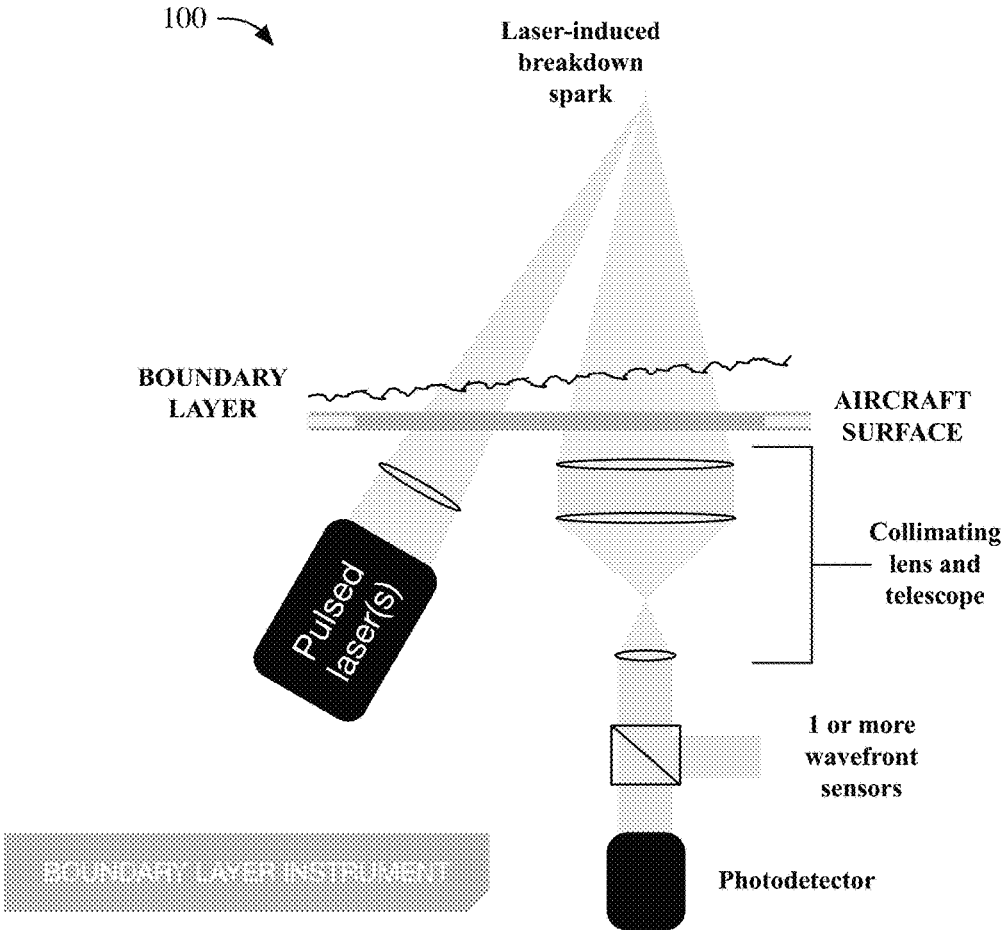 100
Laser-induced
breakdown
spark
BOUNDARY
LAYER
AIRCRAFT
SURFACE
Collimating
lens and
telescope
Pulsed
laser(s)
1 or more
wavefront
sensors
BOUNDARY LAYER INSTRUMENT
Photodetector